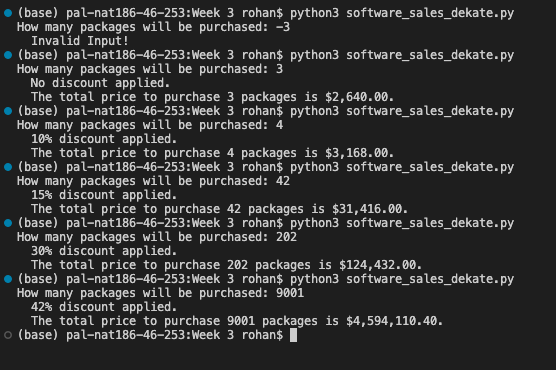 (base) pal-nat186-46-253:Week 3 rohan$ python3 software_sales_dekate.py
How many packages will be purchased: -3
  Invalid Input!
(base) pal-nat186-46-253:Week 3 rohan$ python3 software_sales_dekate.py
How many packages will be purchased: 3
  No discount applied.
  The total price to purchase 3 packages is $2,640.00.
(base) pal-nat186-46-253:Week 3 rohan$ python3 software_sales_dekate.py
How many packages will be purchased: 4
  10% discount applied.
  The total price to purchase 4 packages is $3,168.00.
(base) pal-nat186-46-253:Week 3 rohan$ python3 software_sales_dekate.py
How many packages will be purchased: 42
  15% discount applied.
  The total price to purchase 42 packages is $31,416.00.
(base) pal-nat186-46-253:Week 3 rohan$ python3 software_sales_dekate.py
How many packages will be purchased: 202
  30% discount applied.
  The total price to purchase 202 packages is $124,432.00.
(base) pal-nat186-46-253:Week 3 rohan$ python3 software_sales_dekate.py
How many packages will be purchased: 9001
  42% discount applied.
  The total price to purchase 9001 packages is $4,594,110.40.
(base) pal-nat186-46-253:Week 3 rohan$